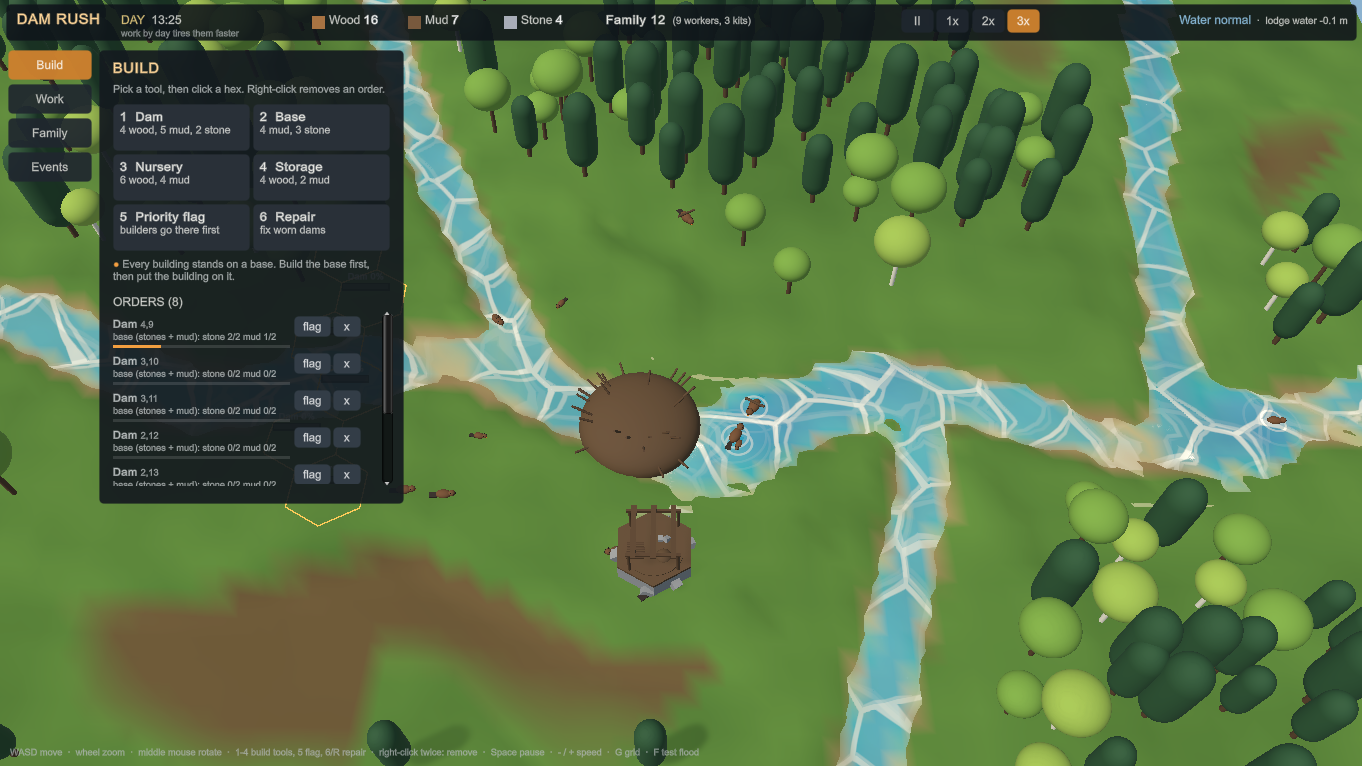 DAM RUSH
DAY 13:25
work by day tires them faster
Wood 16
Mud 7
Stone 4
Family 12 (9 workers, 3 kits)
II 1x 2x 3x
Water normal · lodge water -0.1 m
Build
Work
Family
Events
BUILD
Pick a tool, then click a hex. Right-click removes an order.
1 Dam
4 wood, 5 mud, 2 stone
2 Base
4 mud, 3 stone
3 Nursery
6 wood, 4 mud
4 Storage
4 wood, 2 mud
5 Priority flag
builders go there first
6 Repair
fix worn dams
● Every building stands on a base. Build the base first,
then put the building on it.
ORDERS (8)
Dam 4,9
base (stones + mud): stone 2/2 mud 1/2
flag x
Dam 3,10
base (stones + mud): stone 0/2 mud 0/2
flag x
Dam 3,11
base (stones + mud): stone 0/2 mud 0/2
flag x
Dam 2,12
base (stones + mud): stone 0/2 mud 0/2
flag x
Dam 2,13
base (stones + mud): stone 0/2 mud 0/2
flag x
WASD move · wheel zoom · middle mouse rotate · 1-4 build tools, 5 flag, 6/R repair · right-click twice: remove · Space pause · - / + speed · G grid · F test flood